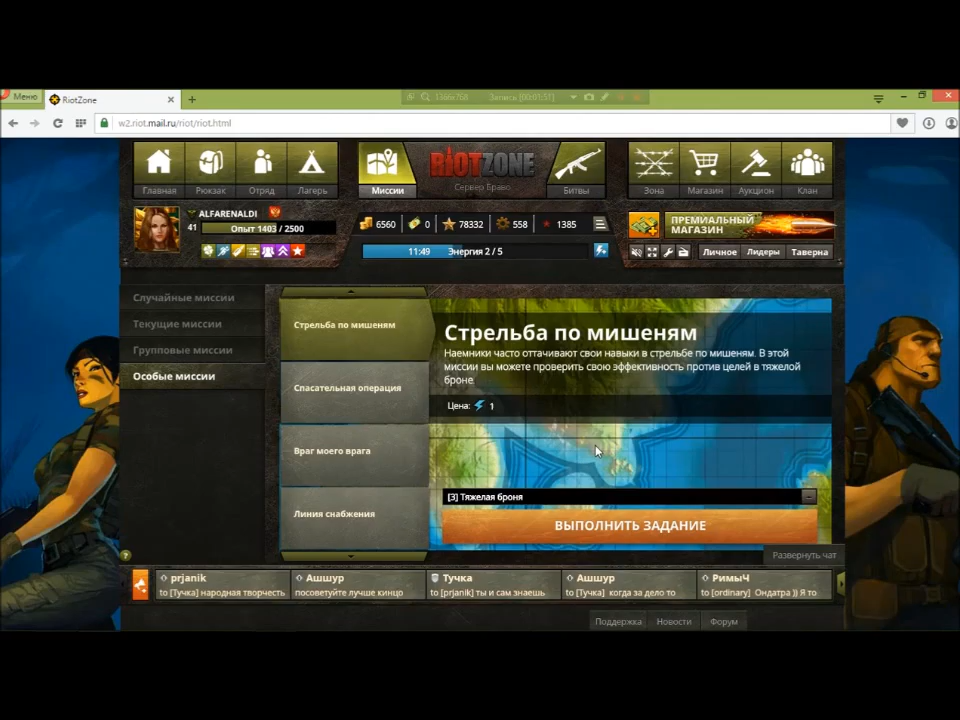 Меню
RiotZone
1366x768
Запись [00:01:51]
w2.riot.mail.ru/riot/riot.html
Главная
Рюкзак
Отряд
Лагерь
Миссии
RIOTZONE
Сервер Браво
Битвы
Зона
Магазин
Аукцион
Клан
ALFARENALDI
41
Опыт 1403 / 2500
6560
0
78332
558
1385
ПРЕМИАЛЬНЫЙ
МАГАЗИН
11:49
Энергия 2 / 5
Личное
Лидеры
Таверна
Случайные миссии
Текущие миссии
Групповые миссии
Особые миссии
Стрельба по мишеням
Спасательная операция
Враг моего врага
Линия снабжения
Стрельба по мишеням
Наемники часто оттачивают свои навыки в стрельбе по мишеням. В этой
миссии вы можете проверить свою эффективность против целей в тяжелой
броне.
Цена: 1
[3] Тяжелая броня
ВЫПОЛНИТЬ ЗАДАНИЕ
Развернуть чат
prjanik
to [Тучка] народная творчесть
Ашшур
посоветуйте лучше кинцо
Тучка
to [prjanik] ты и сам знаешь
Ашшур
to [Тучка] когда за дело то
РимыЧ
to [ordinary] Ондатра )) Я то
Поддержка
Новости
Форум